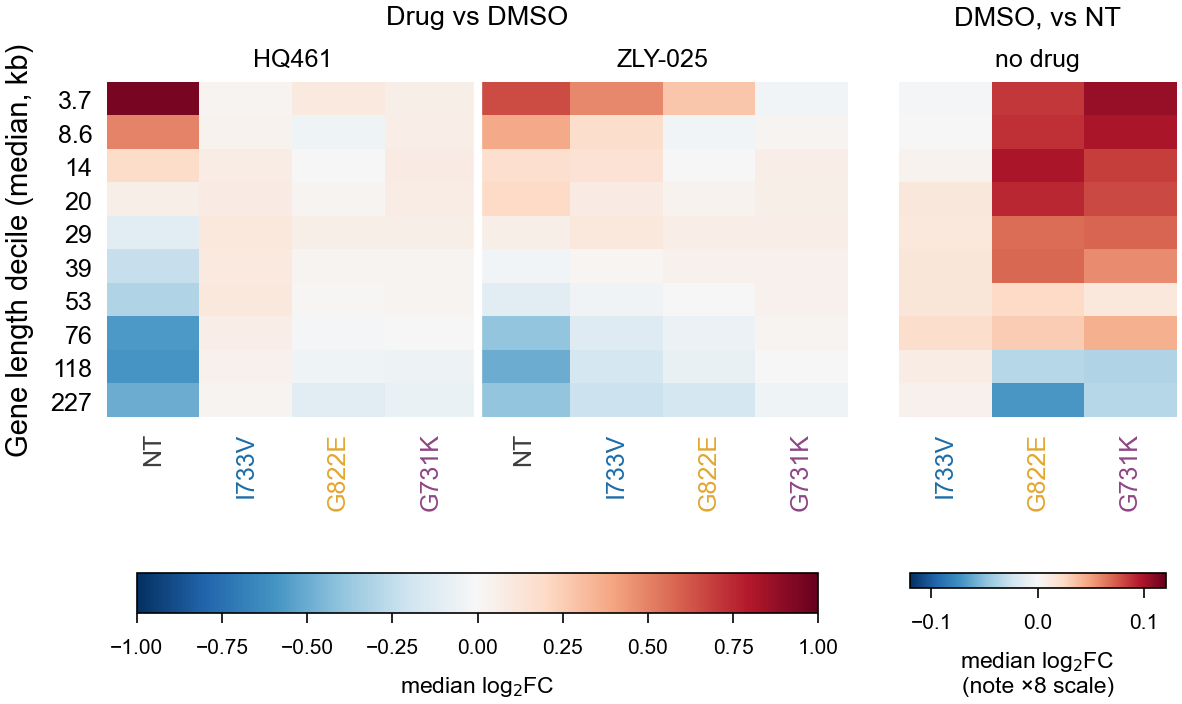 Drug vs DMSO
DMSO, vs NT
HQ461
ZLY-025
no drug
Gene length decile (median, kb)
3.7
8.6
14
20
29
39
53
76
118
227
NT
I733V
G822E
G731K
NT
I733V
G822E
G731K
I733V
G822E
G731K
−1.00 −0.75 −0.50 −0.25 0.00 0.25 0.50 0.75 1.00
median log₂FC
−0.1 0.0 0.1
median log₂FC
(note ×8 scale)